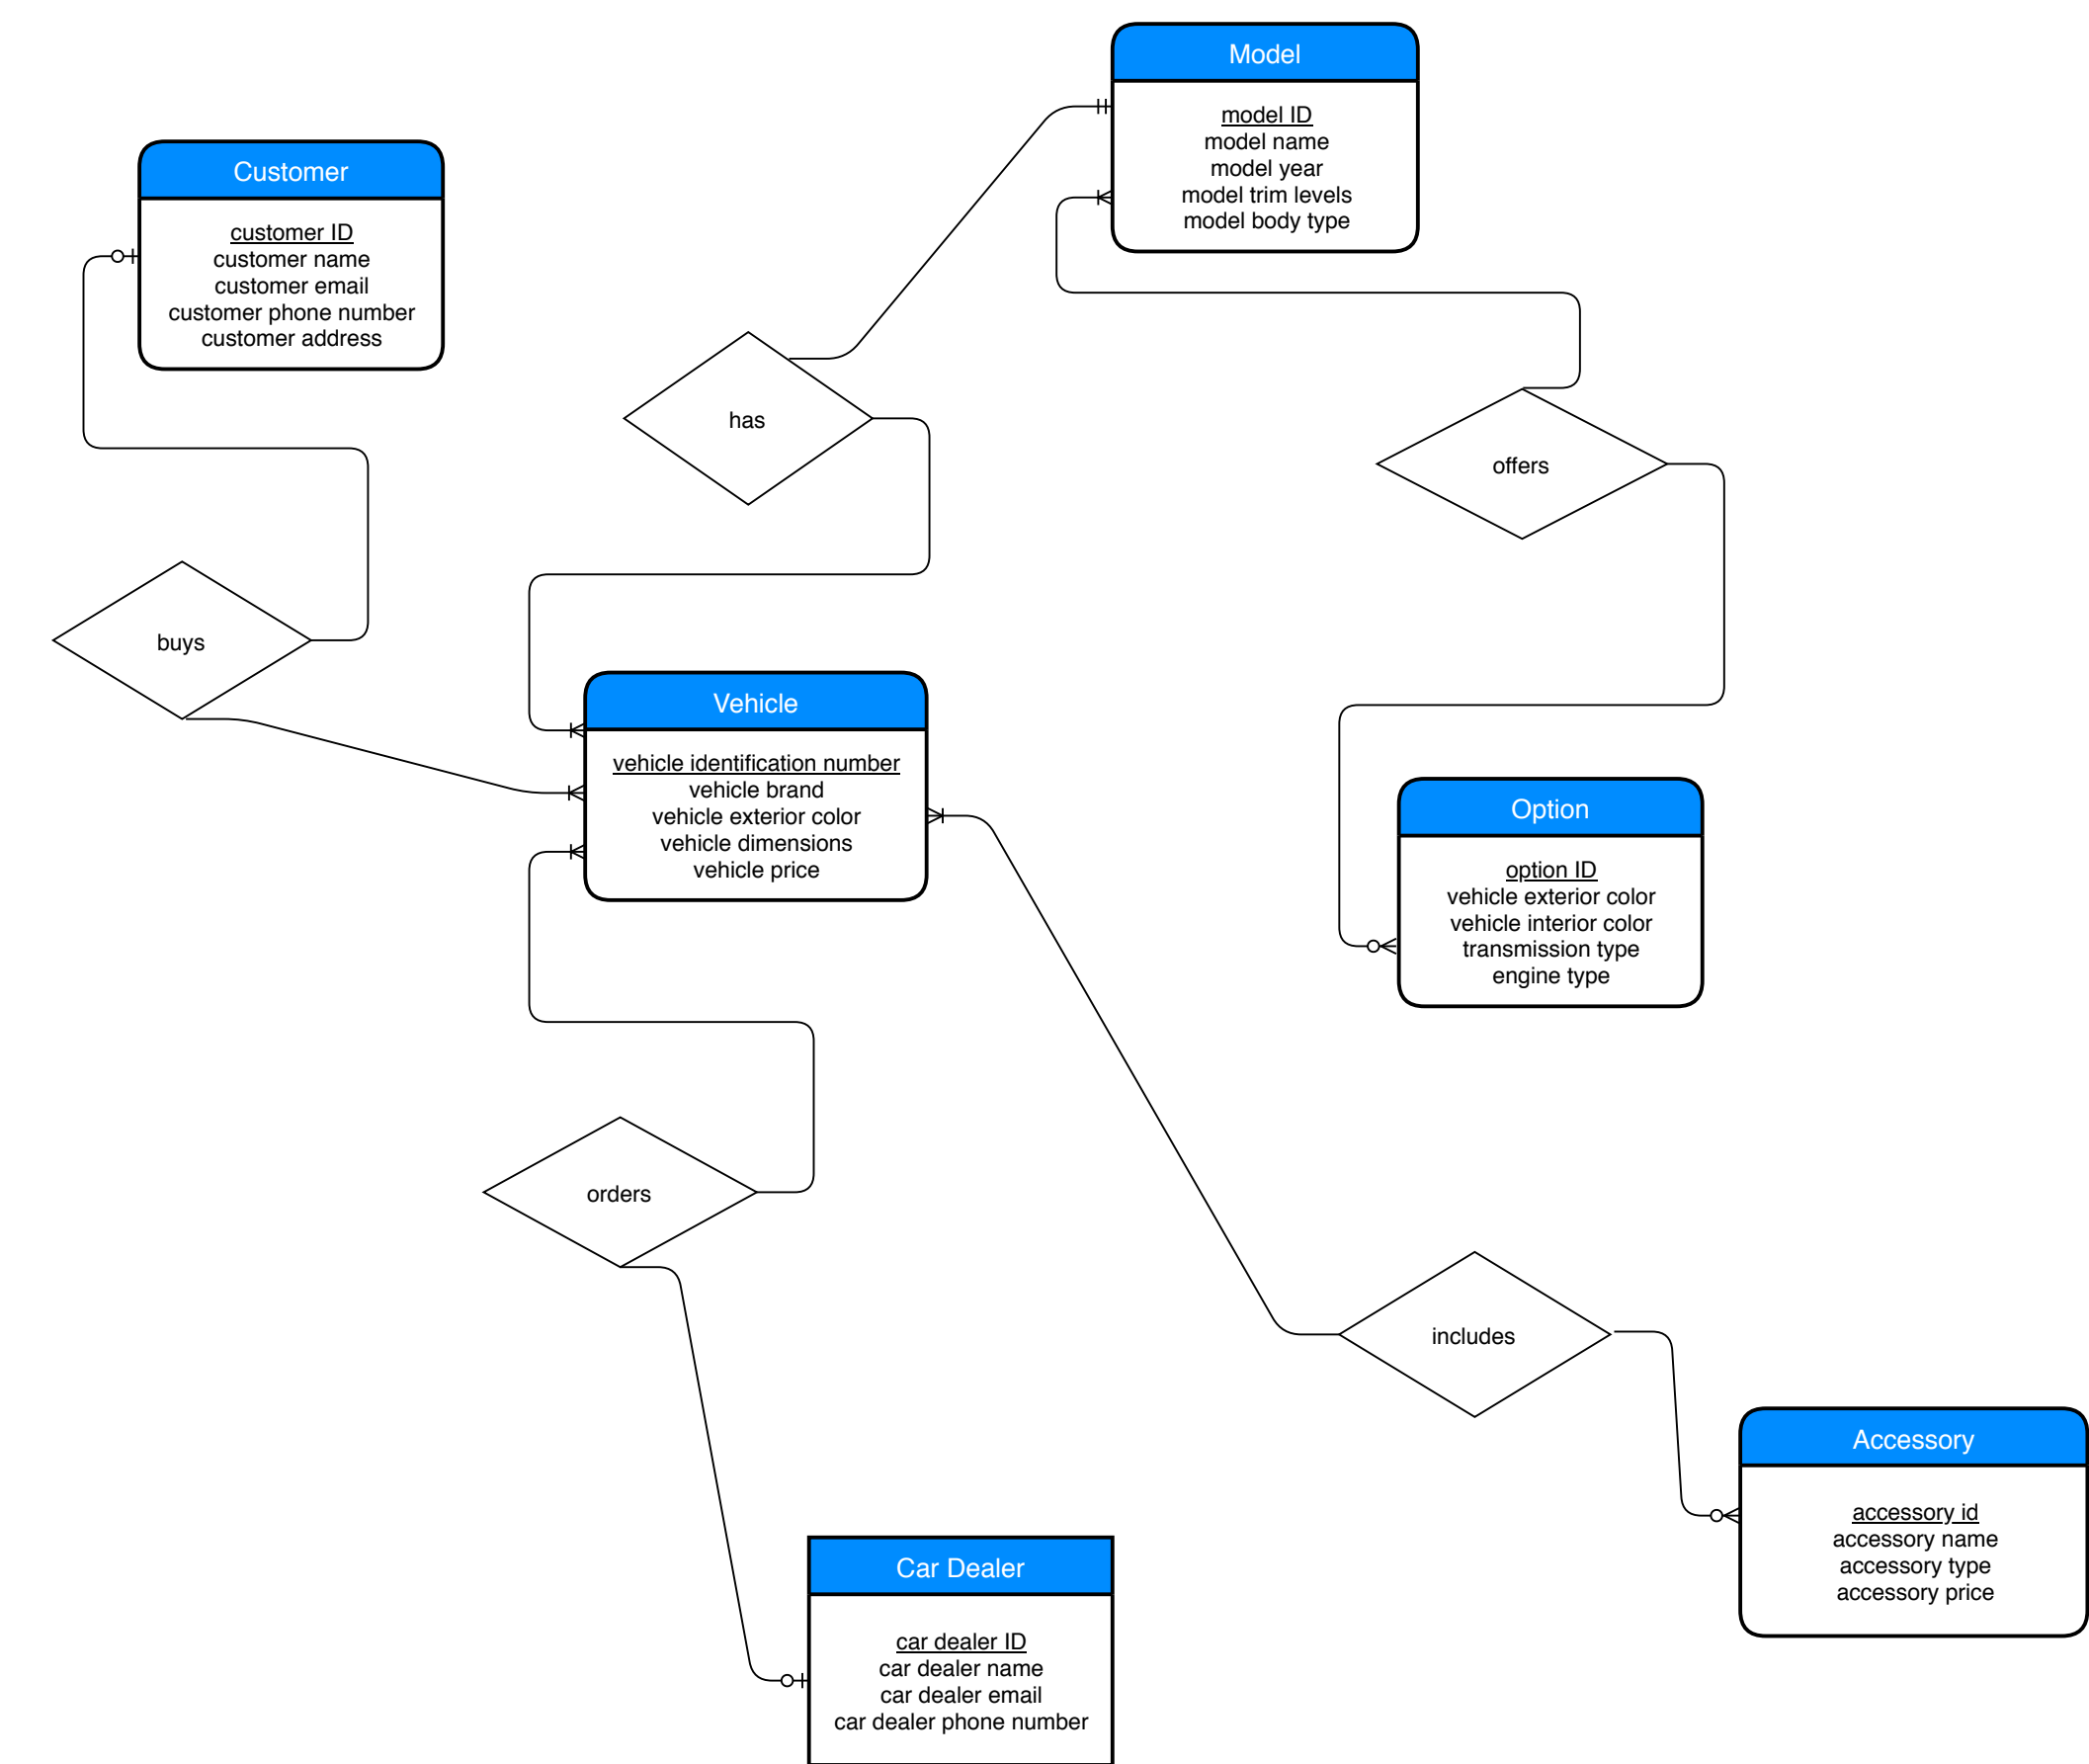 Model
model ID
model name
model year
model trim levels
model body type
Customer
customer ID
customer name
customer email
customer phone number
customer address
has
offers
buys
Vehicle
vehicle identification number
vehicle brand
vehicle exterior color
vehicle dimensions
vehicle price
Option
option ID
vehicle exterior color
vehicle interior color
transmission type
engine type
orders
includes
Accessory
accessory id
accessory name
accessory type
accessory price
Car Dealer
car dealer ID
car dealer name
car dealer email
car dealer phone number